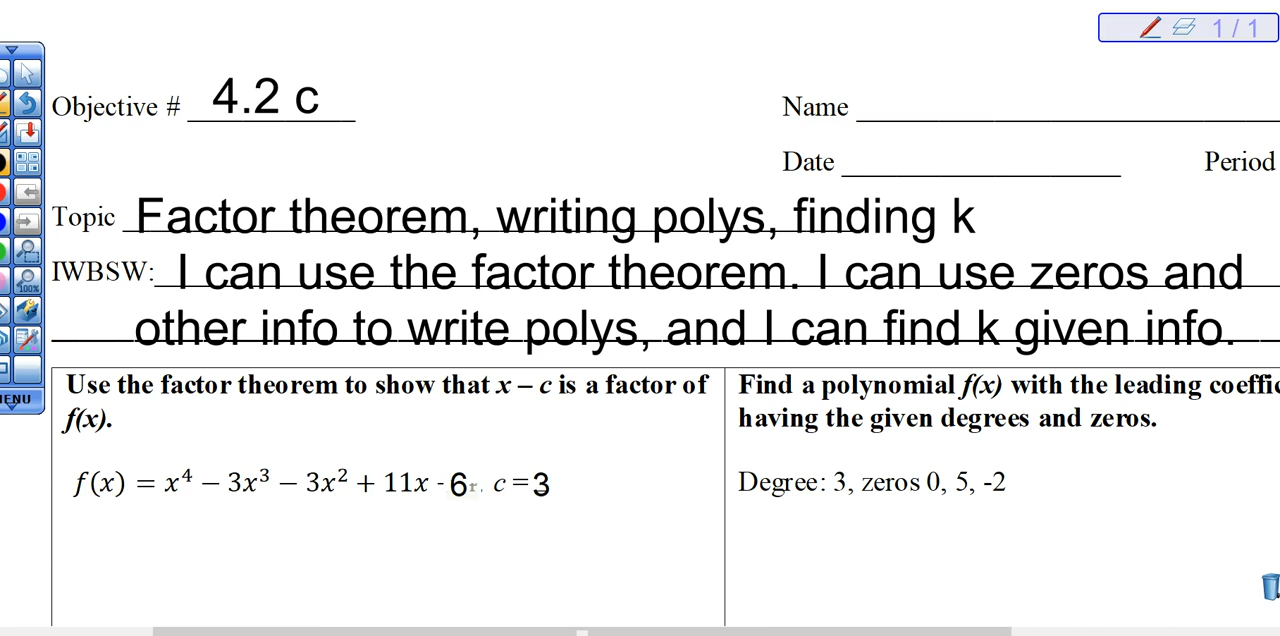 1 / 1
Objective # 4.2 c
Name
Date
Period
Topic Factor theorem, writing polys, finding k
IWBSW: I can use the factor theorem. I can use zeros and
other info to write polys, and I can find k given info.
Use the factor theorem to show that x – c is a factor of
f(x).
f(x) = x⁴ − 3x³ − 3x² + 11x - 6 , c = 3
Find a polynomial f(x) with the leading coeffic
having the given degrees and zeros.
Degree: 3, zeros 0, 5, -2
100%
ENU